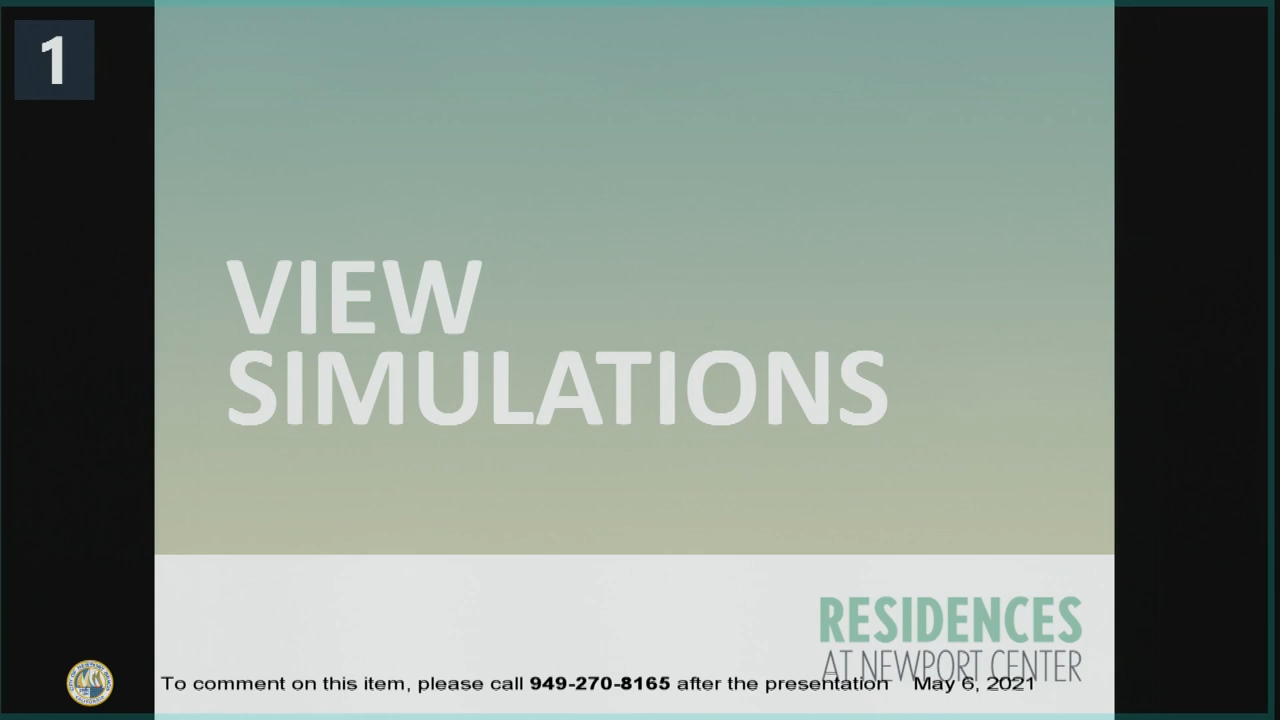 1
VIEW
SIMULATIONS
RESIDENCES
AT NEWPORT CENTER
To comment on this item, please call 949-270-8165 after the presentation May 6, 2021